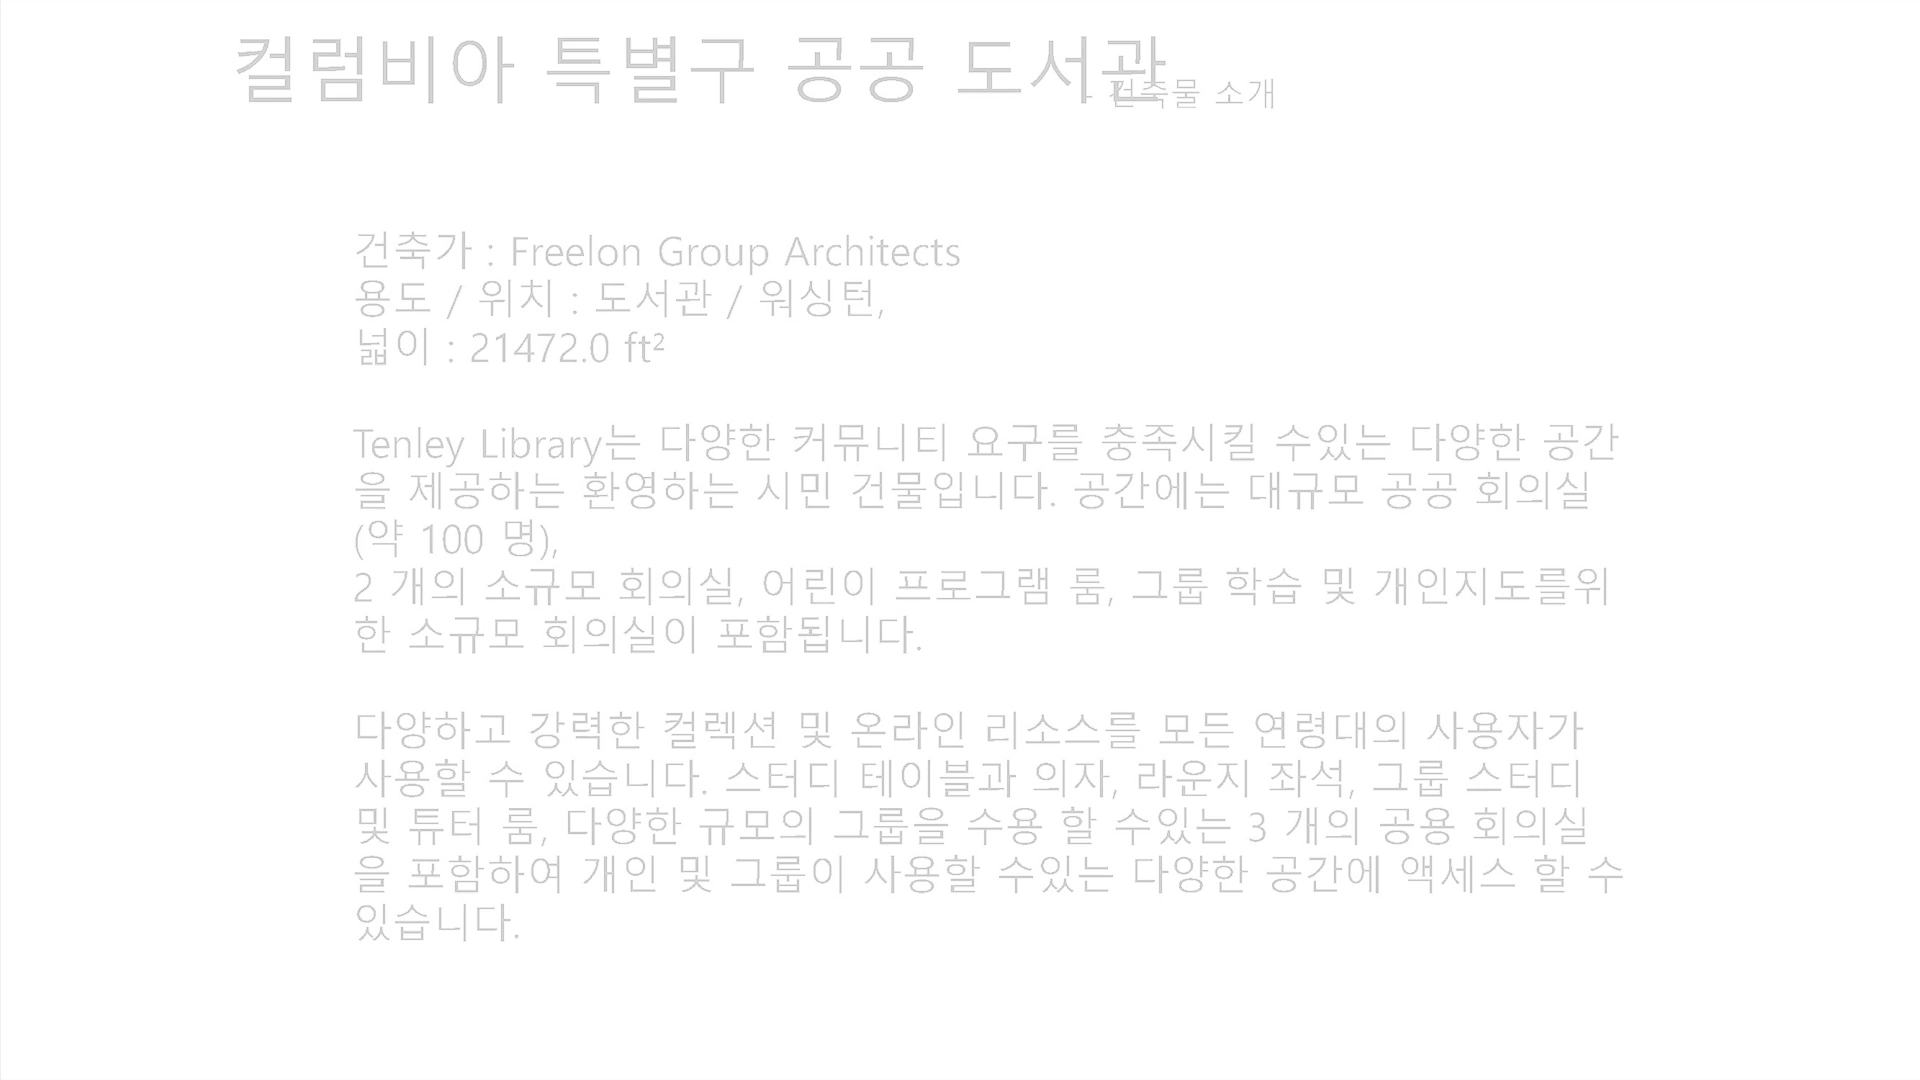 컬럼비아 특별구 공공 도서관
- 건축물 소개
건축가 : Freelon Group Architects
용도 / 위치 : 도서관 / 워싱턴,
넓이 : 21472.0 ft²
Tenley Library는 다양한 커뮤니티 요구를 충족시킬 수있는 다양한 공간
을 제공하는 환영하는 시민 건물입니다. 공간에는 대규모 공공 회의실
(약 100 명),
2 개의 소규모 회의실, 어린이 프로그램 룸, 그룹 학습 및 개인지도를위
한 소규모 회의실이 포함됩니다.
다양하고 강력한 컬렉션 및 온라인 리소스를 모든 연령대의 사용자가
사용할 수 있습니다. 스터디 테이블과 의자, 라운지 좌석, 그룹 스터디
및 튜터 룸, 다양한 규모의 그룹을 수용 할 수있는 3 개의 공용 회의실
을 포함하여 개인 및 그룹이 사용할 수있는 다양한 공간에 액세스 할 수
있습니다.